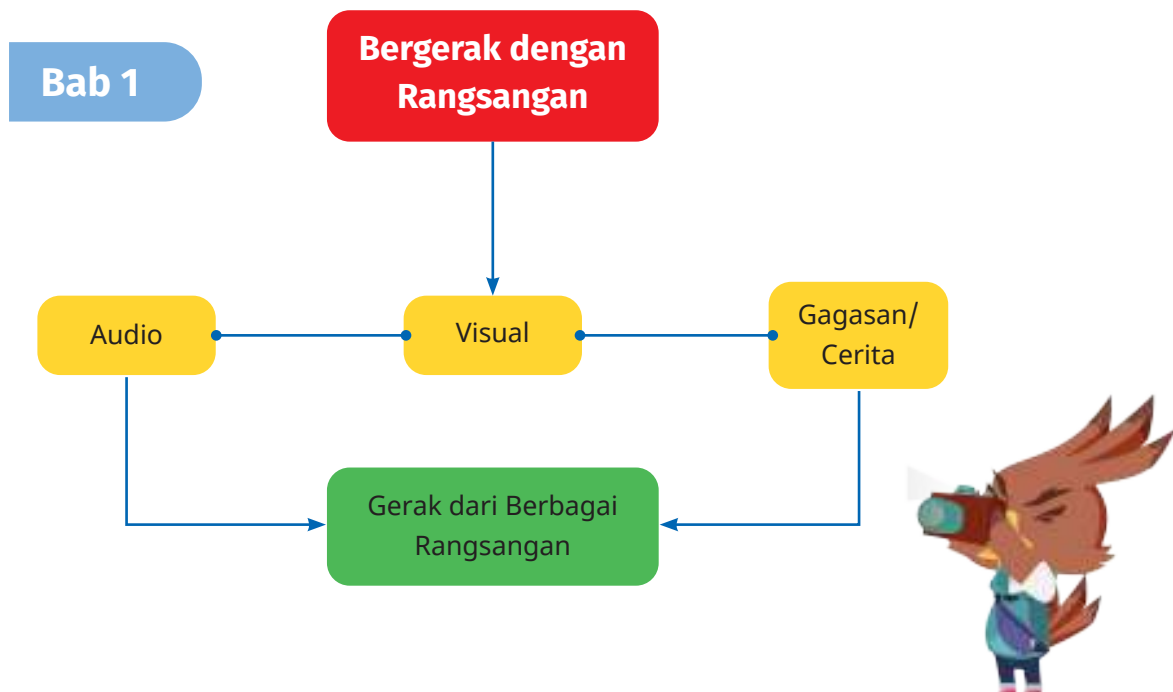 Bab 1
Bergerak dengan
Rangsangan
Audio
Visual
Gagasan/
Cerita
Gerak dari Berbagai
Rangsangan